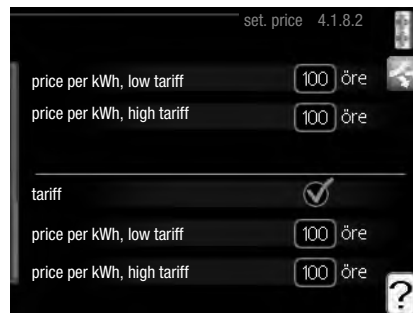 set. price 4.1.8.2
price per kWh, low tariff 100 öre
price per kWh, high tariff 100 öre
tariff
price per kWh, low tariff 100 öre
price per kWh, high tariff 100 öre
?